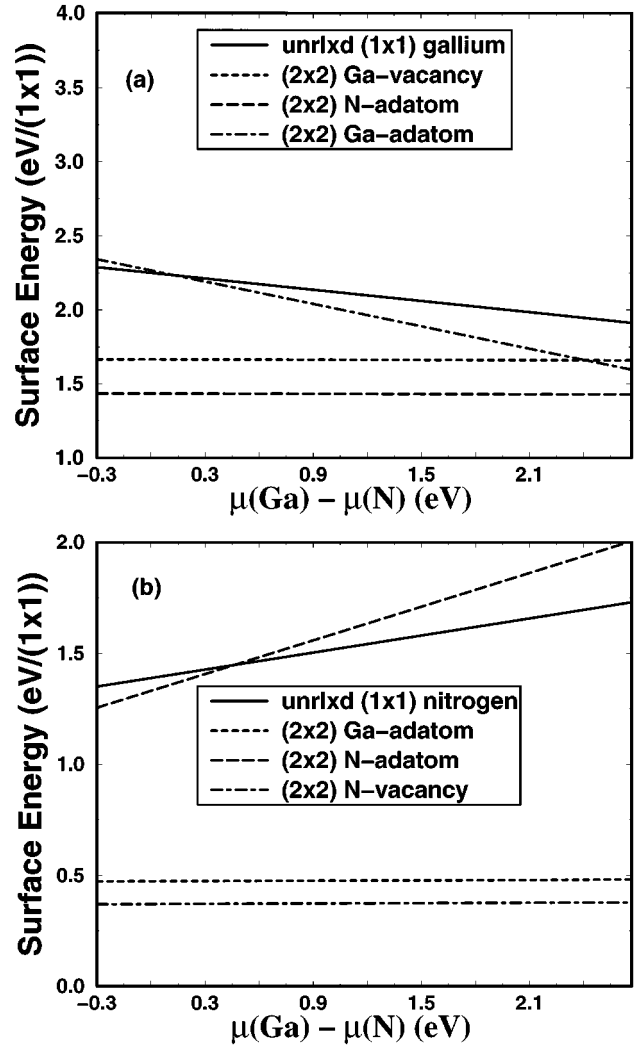 4.0
(a)
unrlxd (1x1) gallium
(2x2) Ga-vacancy
(2x2) N-adatom
(2x2) Ga-adatom
3.5
3.0
2.5
2.0
1.5
1.0
Surface Energy (eV/(1x1))
-0.3 0.3 0.9 1.5 2.1
μ(Ga) - μ(N) (eV)
2.0
(b)
1.5
unrlxd (1x1) nitrogen
(2x2) Ga-adatom
(2x2) N-adatom
(2x2) N-vacancy
1.0
0.5
0.0
Surface Energy (eV/(1x1))
-0.3 0.3 0.9 1.5 2.1
μ(Ga) - μ(N) (eV)